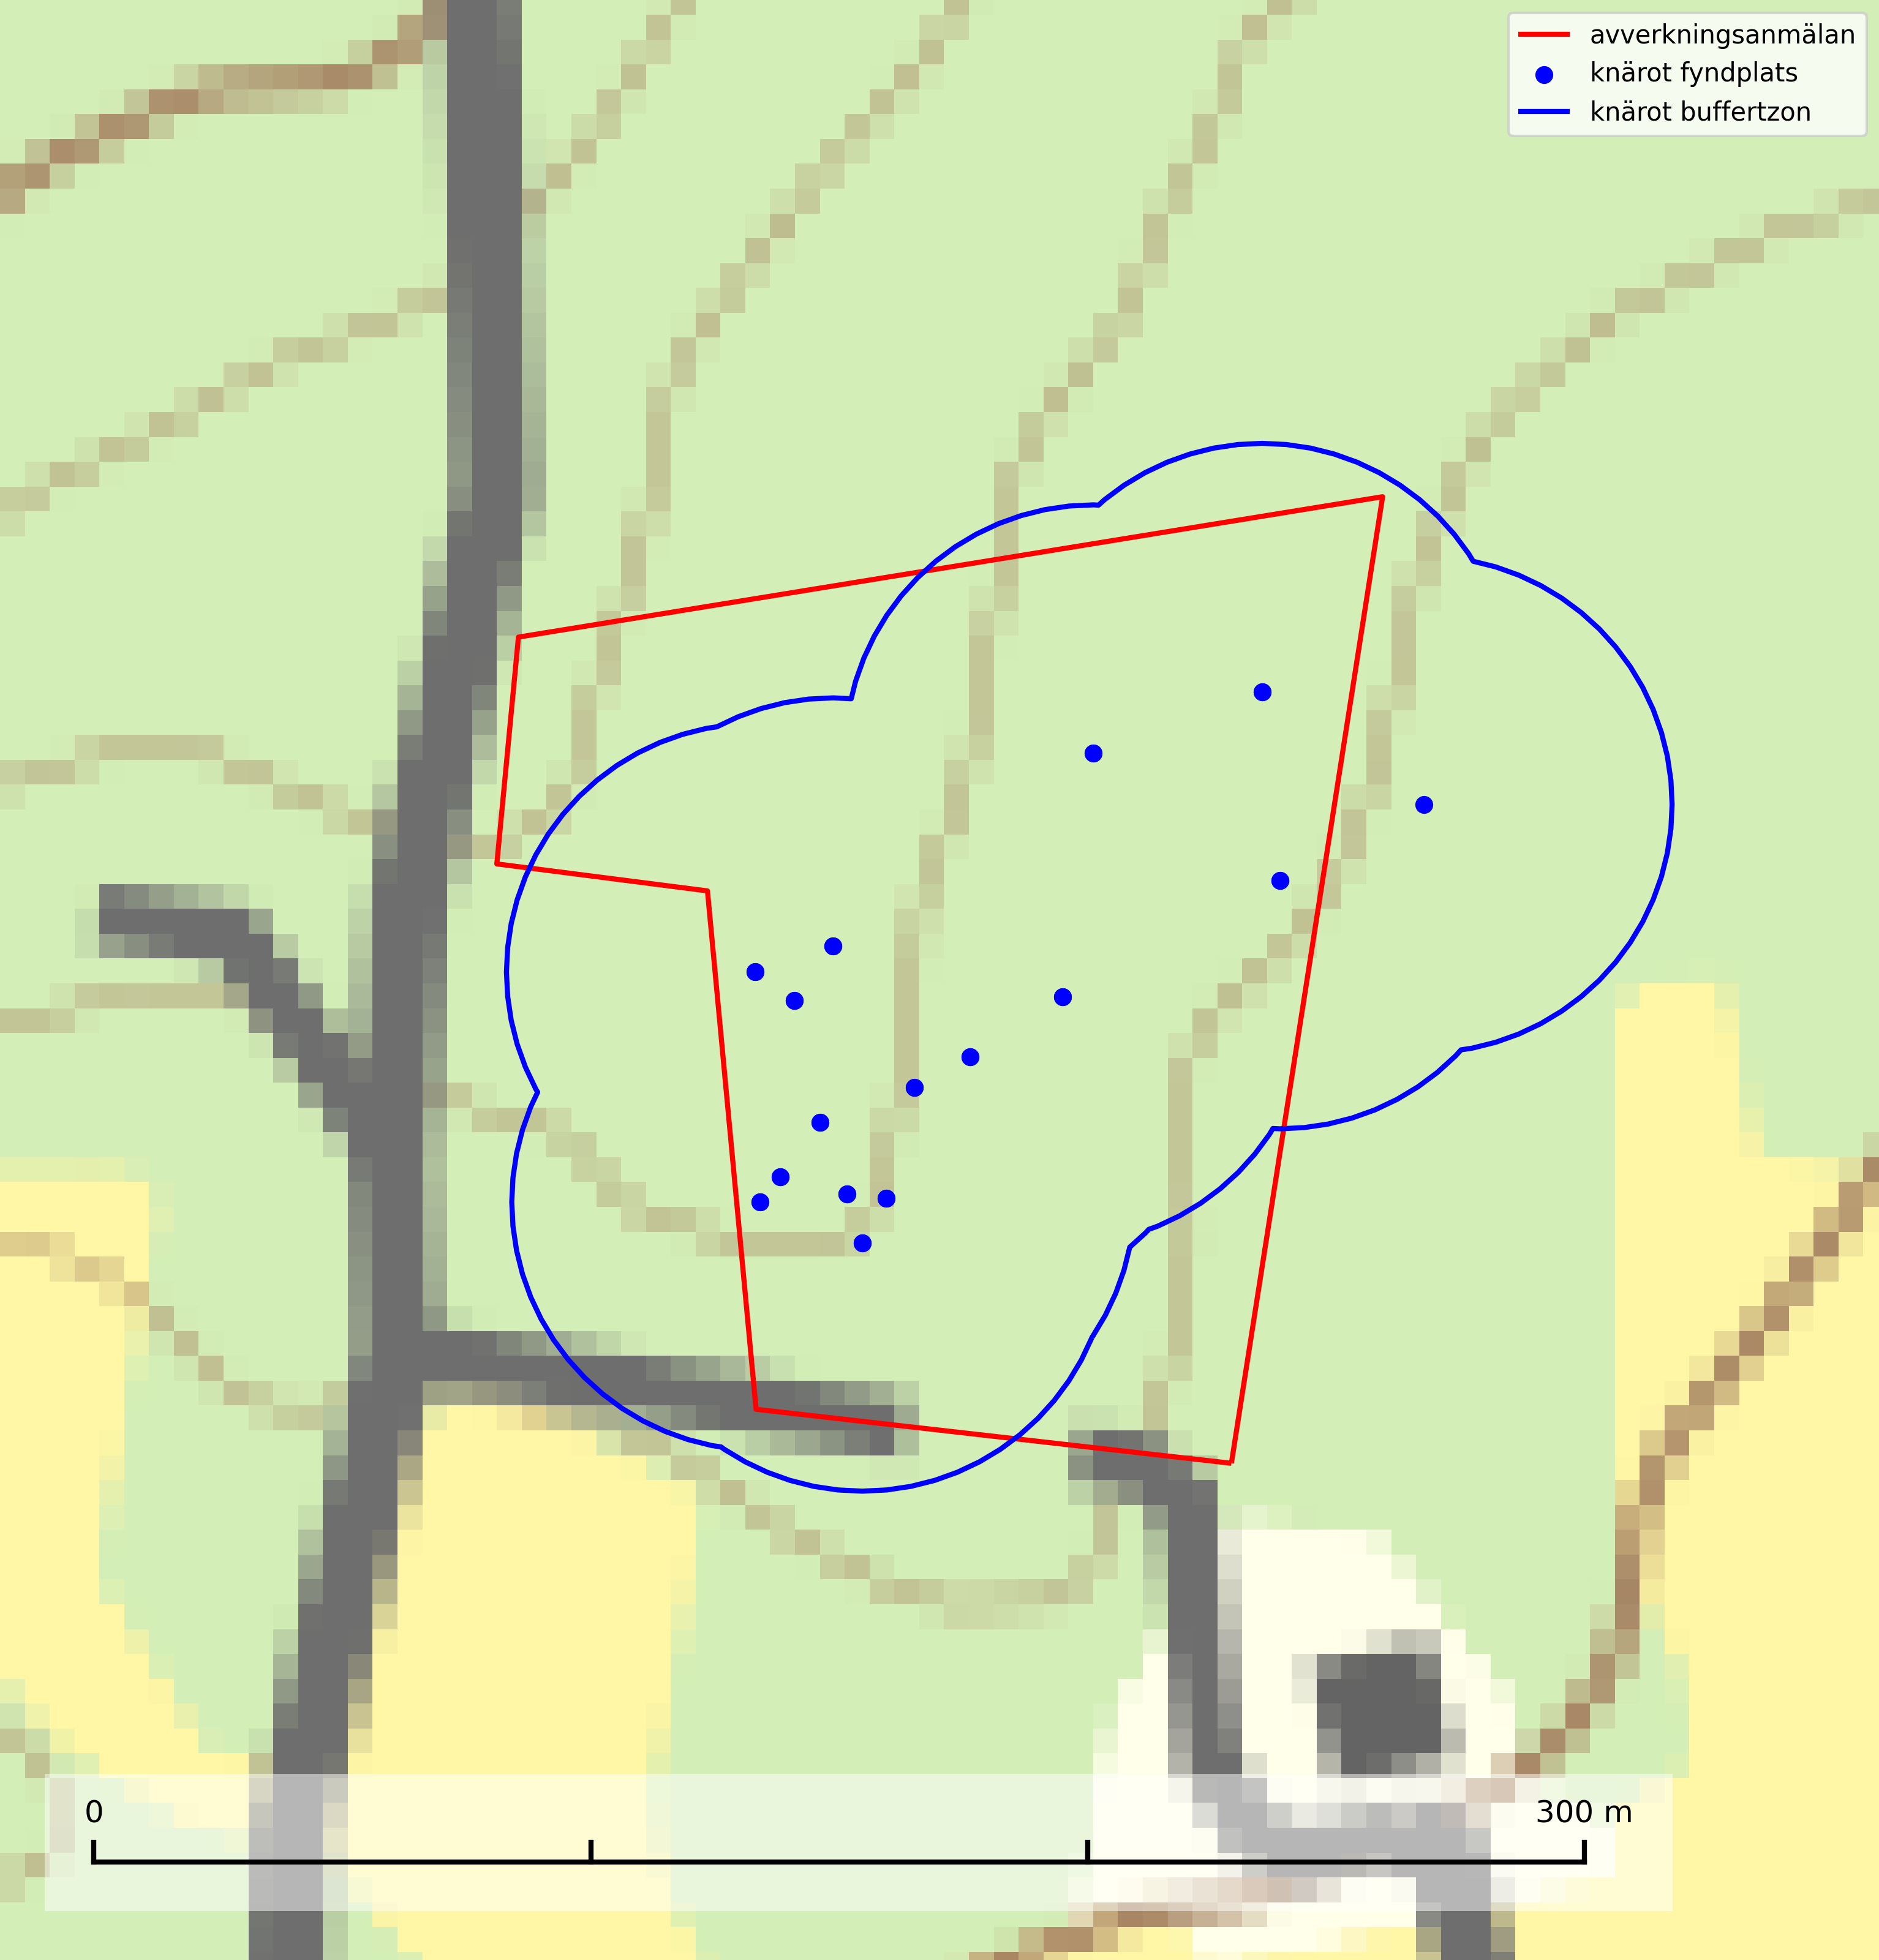 avverkningsanmälan
knärot fyndplats
knärot buffertzon
0 300 m